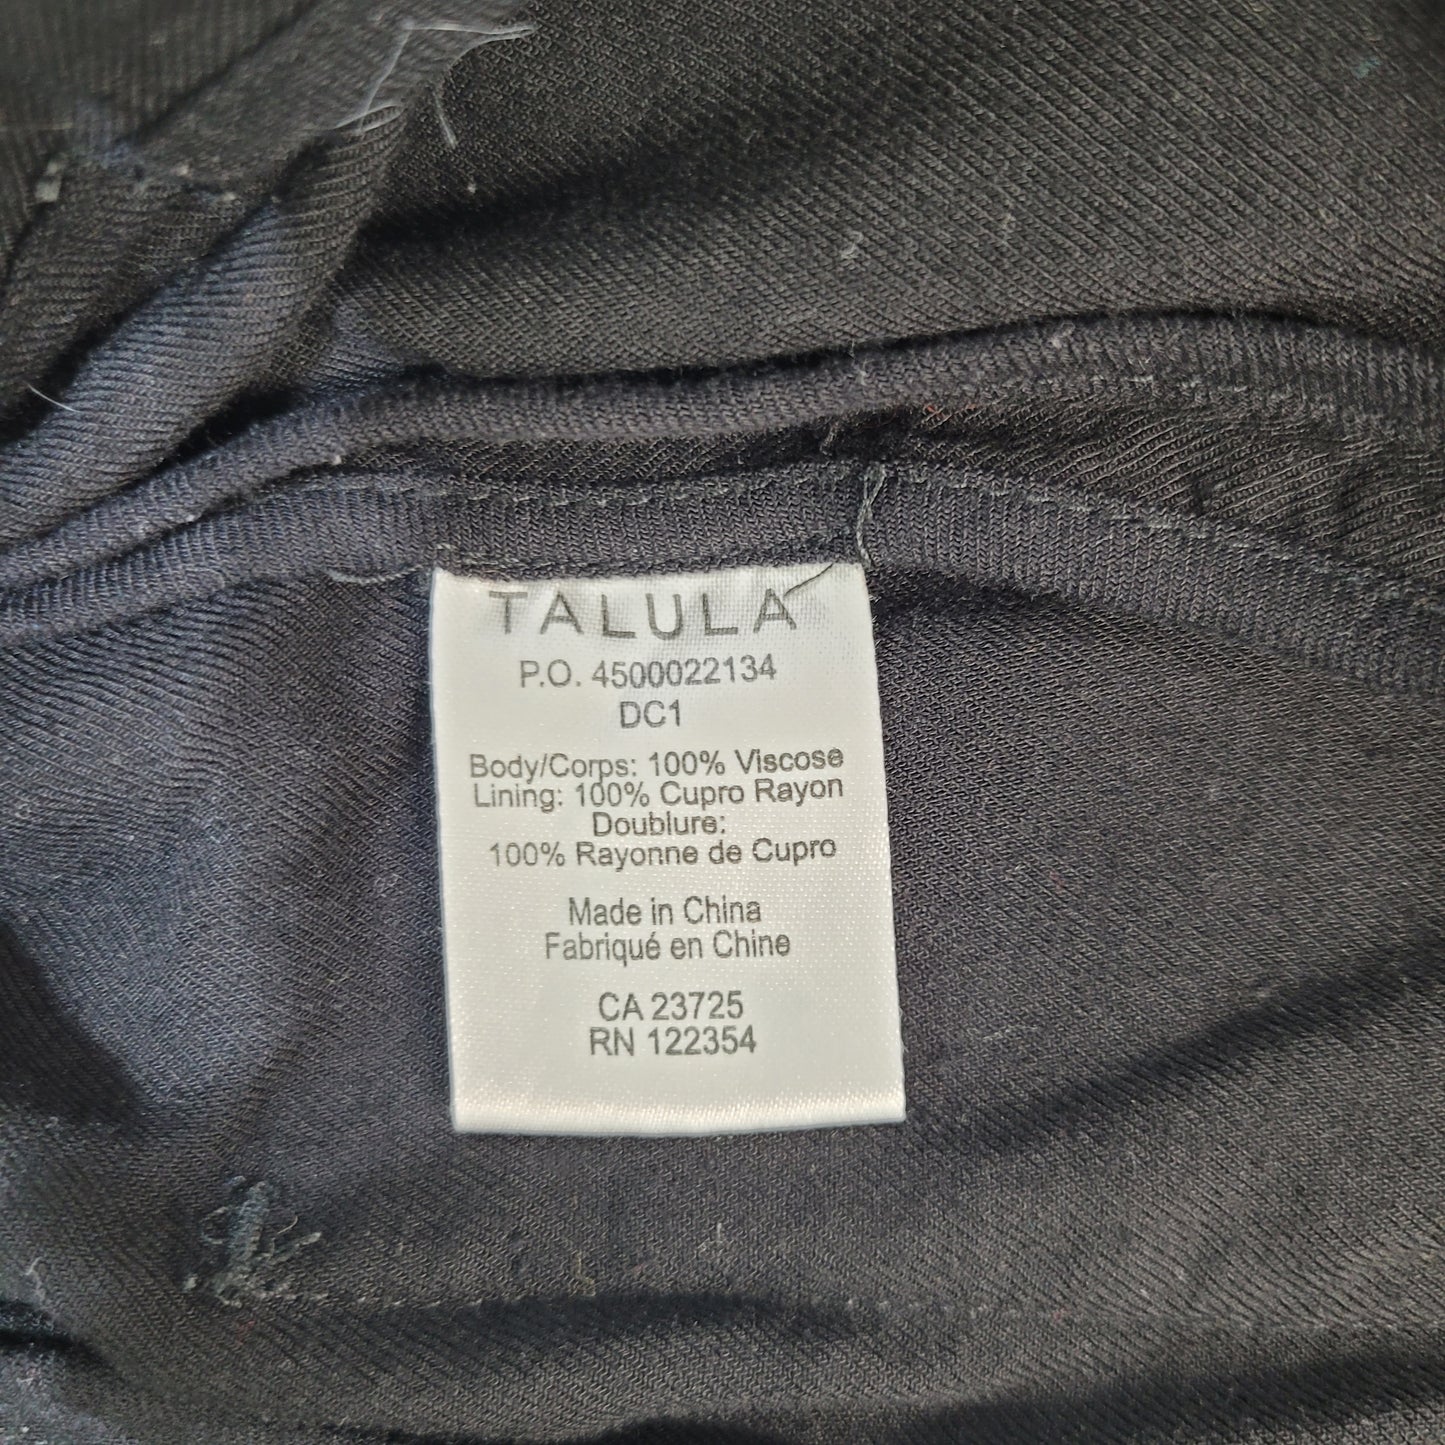 TALULA
P.O. 4500022134
DC1
Body/Corps: 100% Viscose
Lining: 100% Cupro Rayon
Doublure:
100% Rayonne de Cupro
Made in China
Fabriqué en Chine
CA 23725
RN 122354